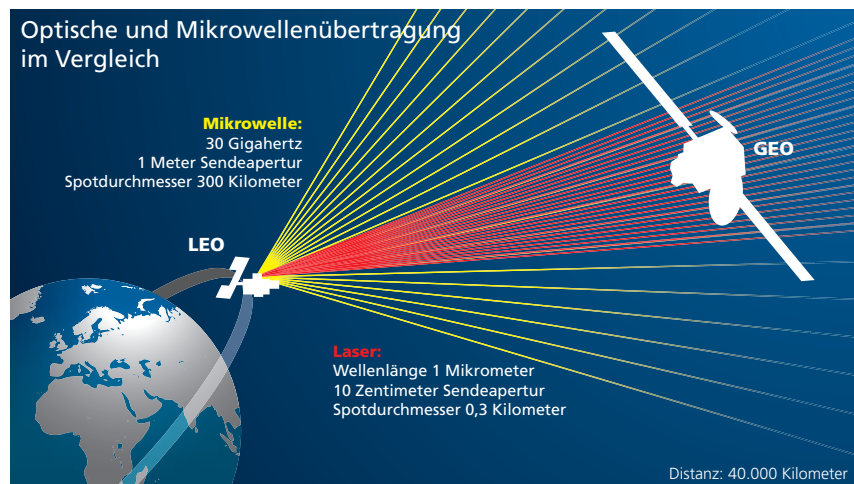 Optische und Mikrowellenübertragung
im Vergleich
Mikrowelle:
30 Gigahertz
1 Meter Sendeapertur
Spotdurchmesser 300 Kilometer
GEO
LEO
Laser:
Wellenlänge 1 Mikrometer
10 Zentimeter Sendeapertur
Spotdurchmesser 0,3 Kilometer
Distanz: 40.000 Kilometer